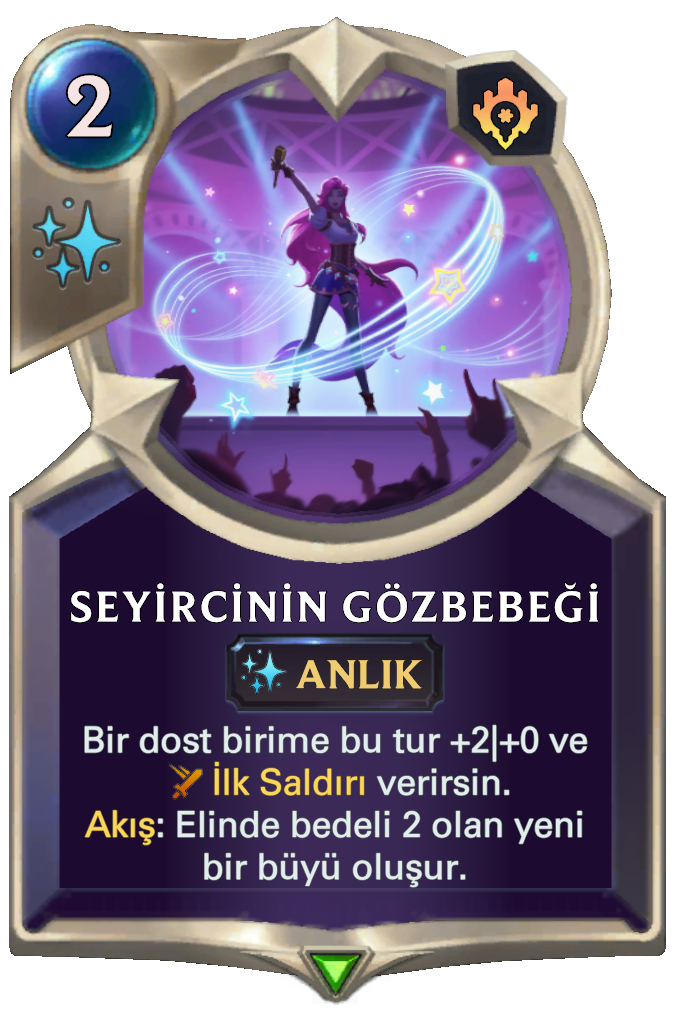 2
SEYİRCİNİN GÖZBEBEĞİ
ANLIK
Bir dost birime bu tur +2|+0 ve
İlk Saldırı verirsin.
Akış: Elinde bedeli 2 olan yeni
bir büyü oluşur.